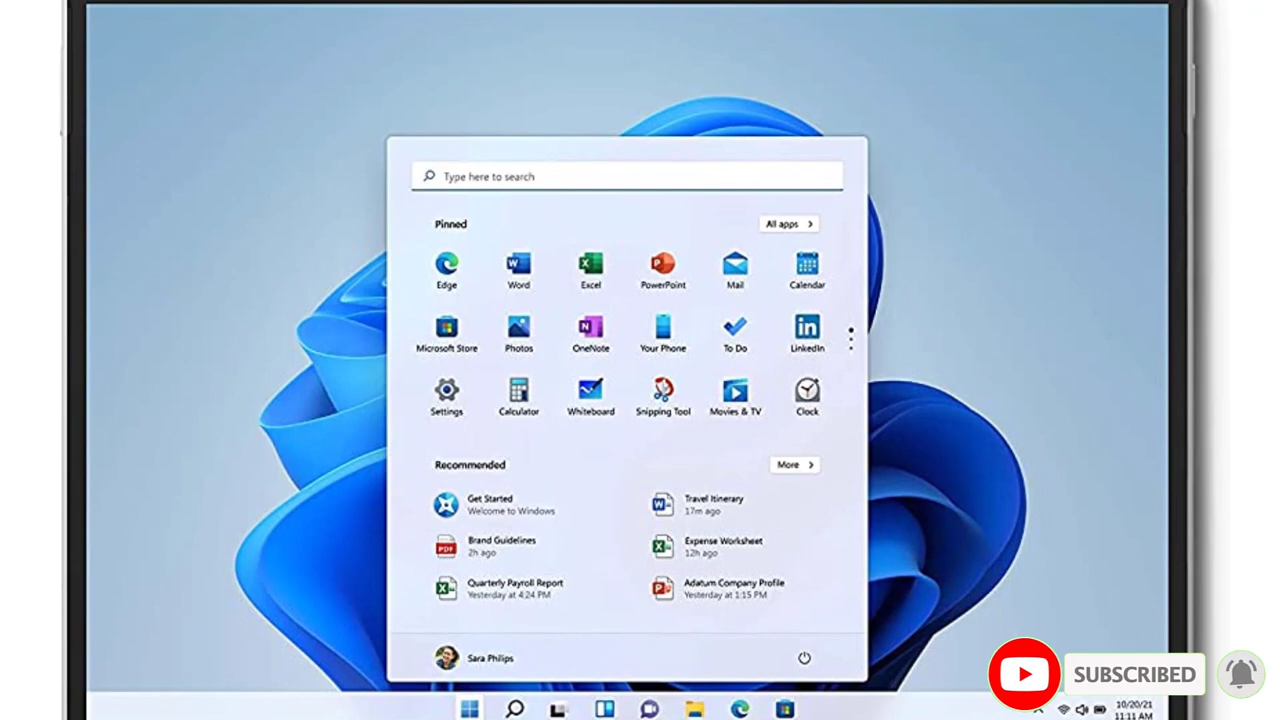 Type here to search
Pinned
All apps
Edge
Word
Excel
PowerPoint
Mail
Calendar
Microsoft Store
Photos
OneNote
Your Phone
To Do
LinkedIn
Settings
Calculator
Whiteboard
Snipping Tool
Movies & TV
Clock
Recommended
More
Get Started
Welcome to Windows
Travel Itinerary
17m ago
Brand Guidelines
2h ago
Expense Worksheet
12h ago
Quarterly Payroll Report
Yesterday at 4:24 PM
Adatum Company Profile
Yesterday at 1:15 PM
Sara Philips
SUBSCRIBED
10/20/21
11:11 AM